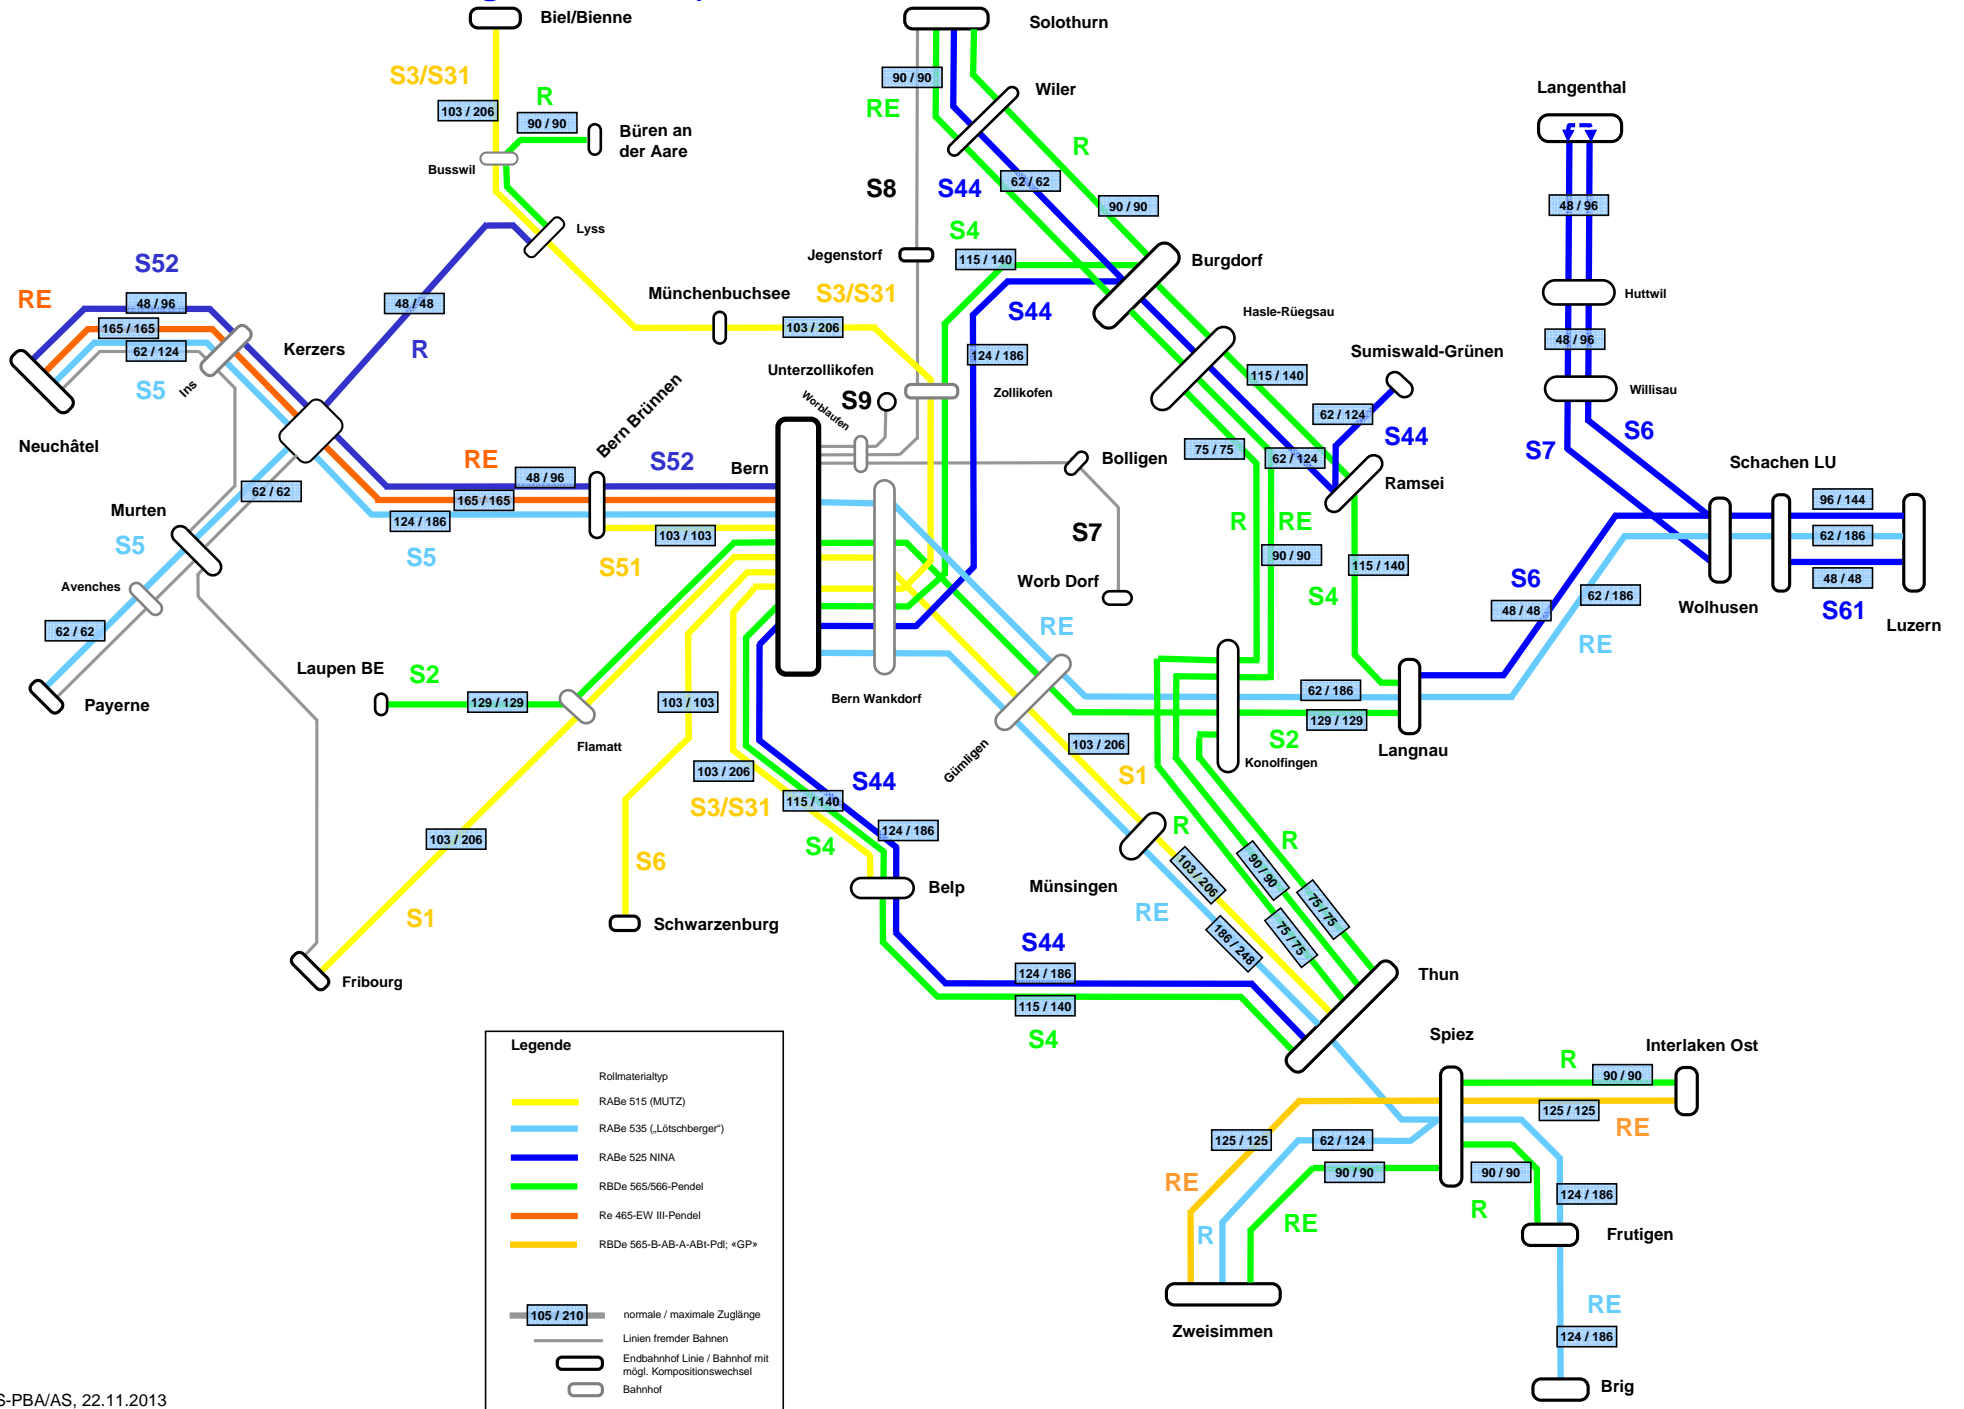 Biel/Bienne
Solothurn
S3/S31
103 / 206
R
90 / 90
Büren an
der Aare
Busswil
Lyss
90 / 90
RE
Wiler
R
Langenthal
S8
S44
62 / 62
90 / 90
48 / 96
S4
Jegenstorf
115 / 140
Burgdorf
S52
RE
48 / 96
165 / 165
62 / 124
S5
Ins
Kerzers
48 / 48
R
Münchenbuchsee
S3/S31
103 / 206
S44
124 / 186
Hasle-Rüegsau
Huttwil
48 / 96
Sumiswald-Grünen
115 / 140
Willisau
Neuchâtel
Unterzollikofen
S9
Worblaufen
Zollikofen
62 / 124
S44
S7
S6
Bern Brünnen
Bern
RE
48 / 96
S52
165 / 165
124 / 186
S5
103 / 103
S51
75 / 75
62 / 124
Bolligen
Ramsei
Schachen LU
96 / 144
62 / 186
48 / 48
S61
Luzern
Wolhusen
62 / 62
Murten
S5
Avenches
62 / 62
Payerne
S7
Worb Dorf
R
RE
90 / 90
115 / 140
S4
S6
48 / 48
62 / 186
RE
RE
Laupen BE
S2
129 / 129
Flamatt
103 / 103
Bern Wankdorf
Gümligen
62 / 186
129 / 129
S2
Konolfingen
Langnau
103 / 206
S1
103 / 206
S3/S31
115 / 140
S44
124 / 186
S4
103 / 206
S1
S6
Schwarzenburg
Belp
Münsingen
R
R
103 / 206
90 / 90
75 / 75
75 / 75
RE
186 / 248
Fribourg
S44
124 / 186
115 / 140
S4
Thun
Spiez
Interlaken Ost
R
90 / 90
125 / 125
RE
125 / 125
62 / 124
90 / 90
RE
R
RE
90 / 90
R
124 / 186
Frutigen
Zweisimmen
RE
124 / 186
Brig
Legende
Rollmaterialtyp
RABe 515 (MUTZ)
RABe 535 („Lötschberger“)
RABe 525 NINA
RBDe 565/566-Pendel
Re 465-EW III-Pendel
RBDe 565-B-AB-A-ABt-Pdl; «GP»
105 / 210
normale / maximale Zuglänge
Linien fremder Bahnen
Endbahnhof Linie / Bahnhof mit
mögl. Kompositionswechsel
Bahnhof
S-PBA/AS, 22.11.2013